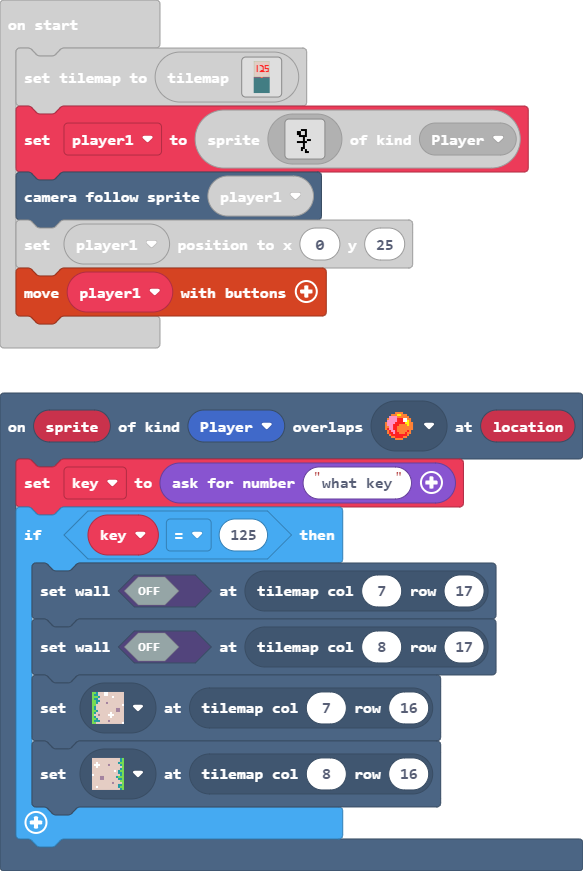 on start
set tilemap to tilemap 125
set player1 to sprite of kind Player
camera follow sprite player1
set player1 position to x 0 y 25
move player1 with buttons
on sprite of kind Player overlaps at location
set key to ask for number "what key"
if key = 125 then
set wall OFF at tilemap col 7 row 17
set wall OFF at tilemap col 8 row 17
set at tilemap col 7 row 16
set at tilemap col 8 row 16